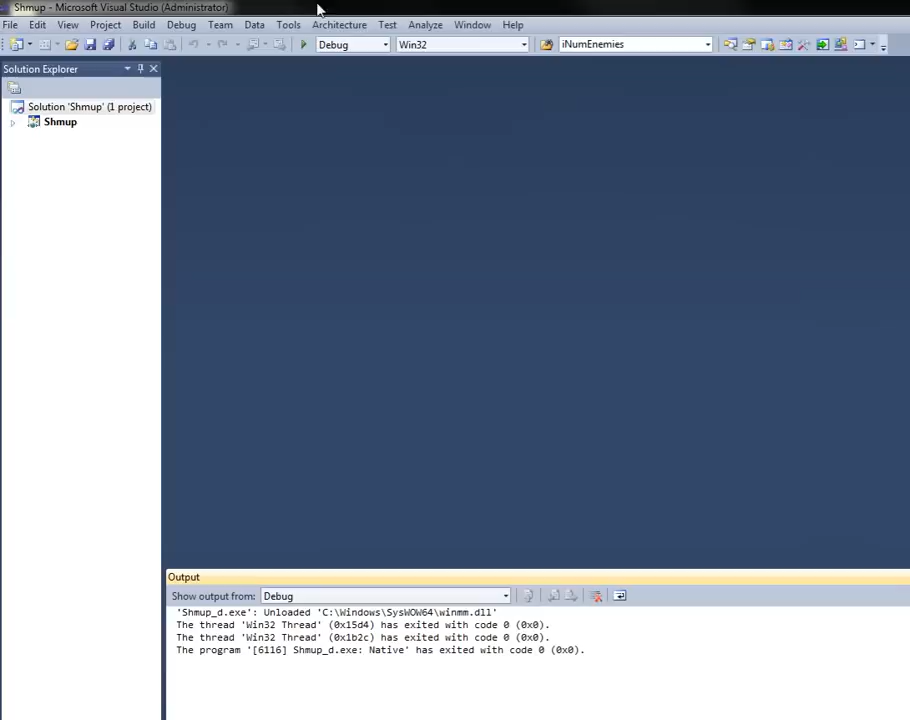 Shmup - Microsoft Visual Studio (Administrator)
File Edit View Project Build Debug Team Data Tools Architecture Test Analyze Window Help
Debug Win32 iNumEnemies
Solution Explorer
Solution 'Shmup' (1 project)
Shmup
Output
Show output from: Debug
'Shmup_d.exe': Unloaded 'C:\Windows\SysWOW64\winmm.dll'
The thread 'Win32 Thread' (0x15d4) has exited with code 0 (0x0).
The thread 'Win32 Thread' (0x1b2c) has exited with code 0 (0x0).
The program '[6116] Shmup_d.exe: Native' has exited with code 0 (0x0).